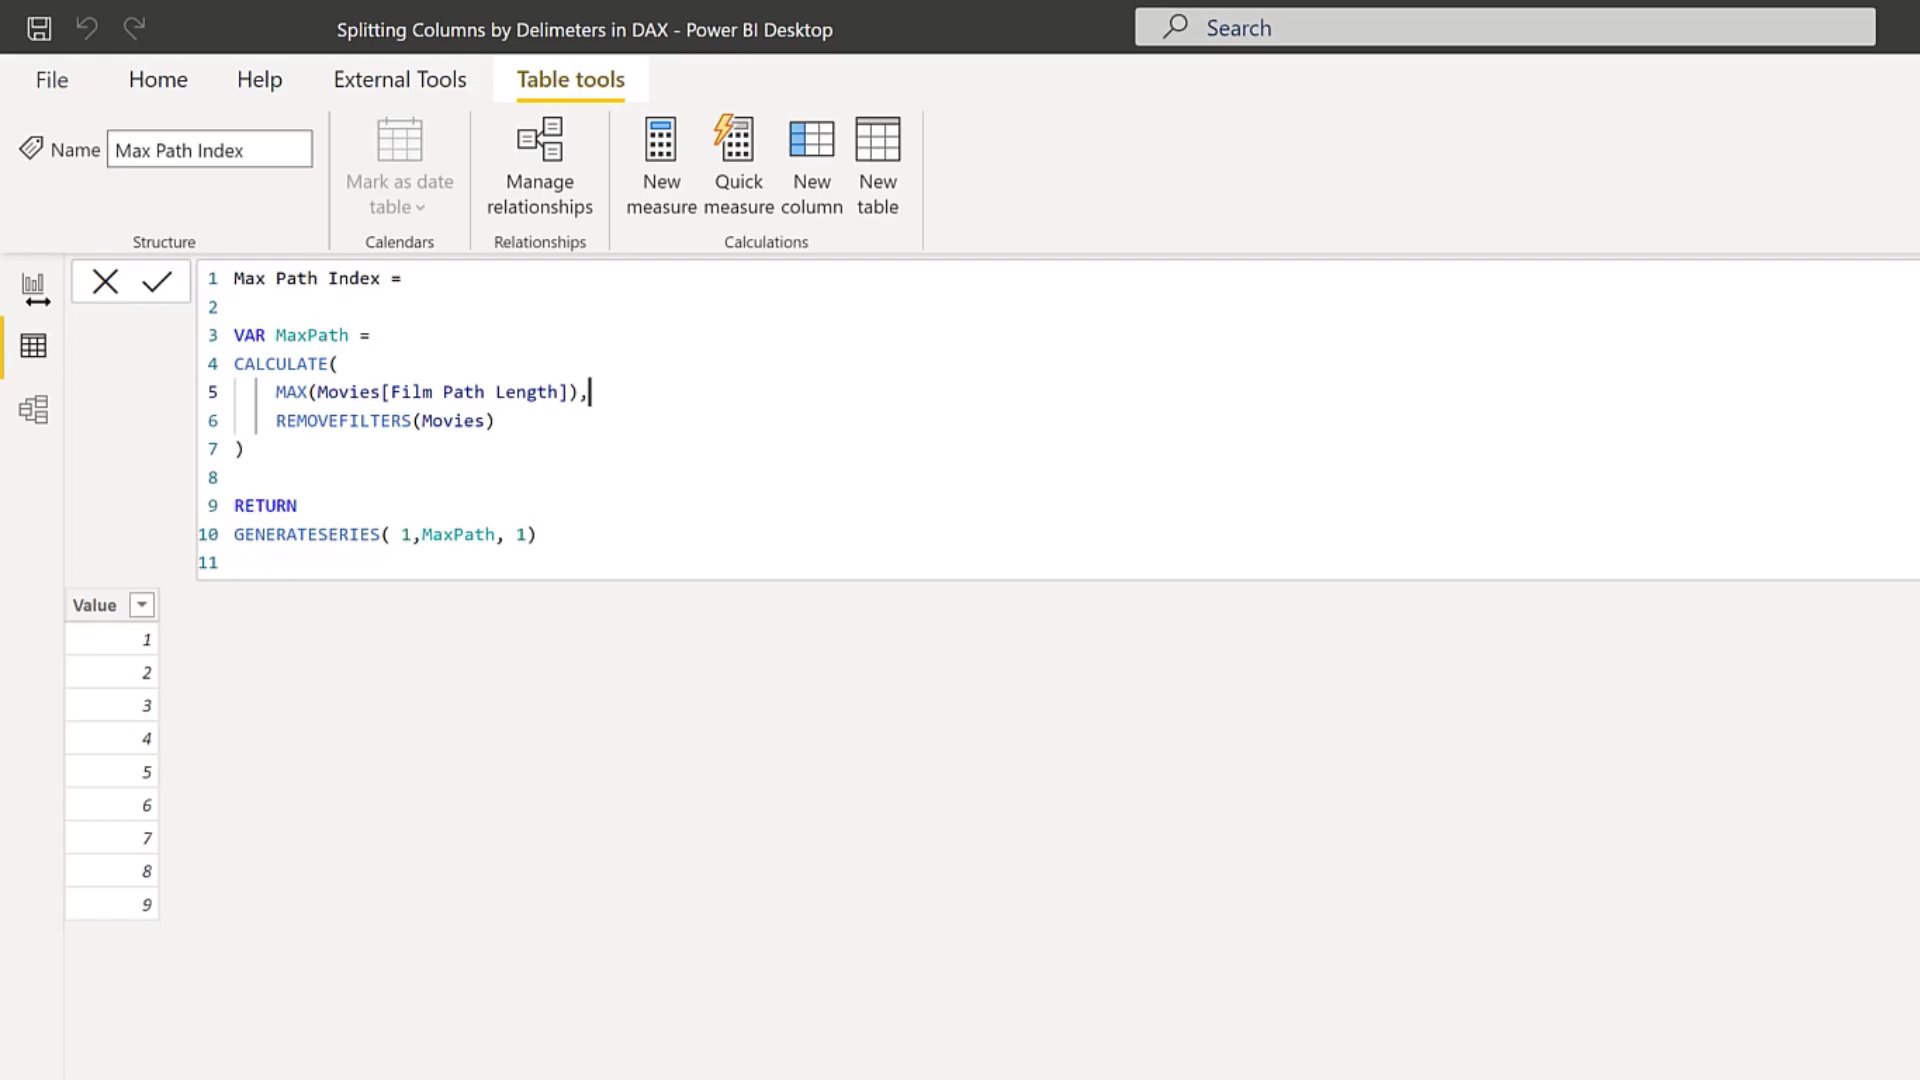 Splitting Columns by Delimeters in DAX - Power BI Desktop
Search
File Home Help External Tools Table tools
Name Max Path Index
Mark as date table
Manage relationships
New measure
Quick measure
New column
New table
Structure Calendars Relationships Calculations
1 Max Path Index =
2
3 VAR MaxPath =
4 CALCULATE(
5 MAX(Movies[Film Path Length]),
6 REMOVEFILTERS(Movies)
7 )
8
9 RETURN
10 GENERATESERIES( 1,MaxPath, 1)
11
Value
1
2
3
4
5
6
7
8
9